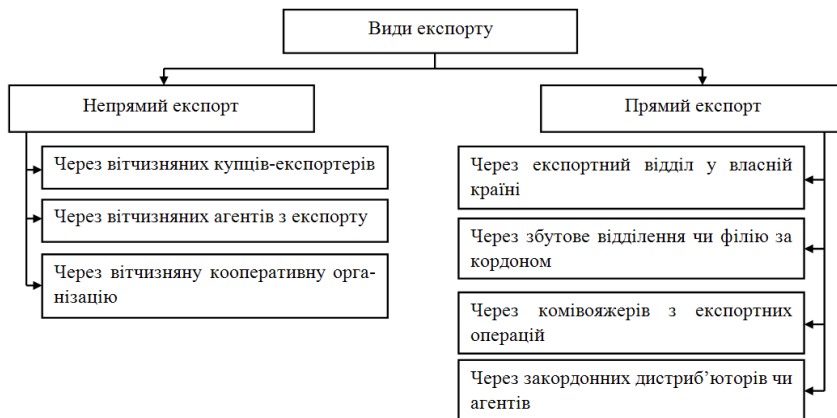 Види експорту
Непрямий експорт
Прямий експорт
Через вітчизняних купців-експортерів
Через вітчизняних агентів з експорту
Через вітчизняну кооперативну орга-
нізацію
Через експортний відділ у власній
країні
Через збутове відділення чи філію за
кордоном
Через комівояжерів з експортних
операцій
Через закордонних дистриб’юторів чи
агентів